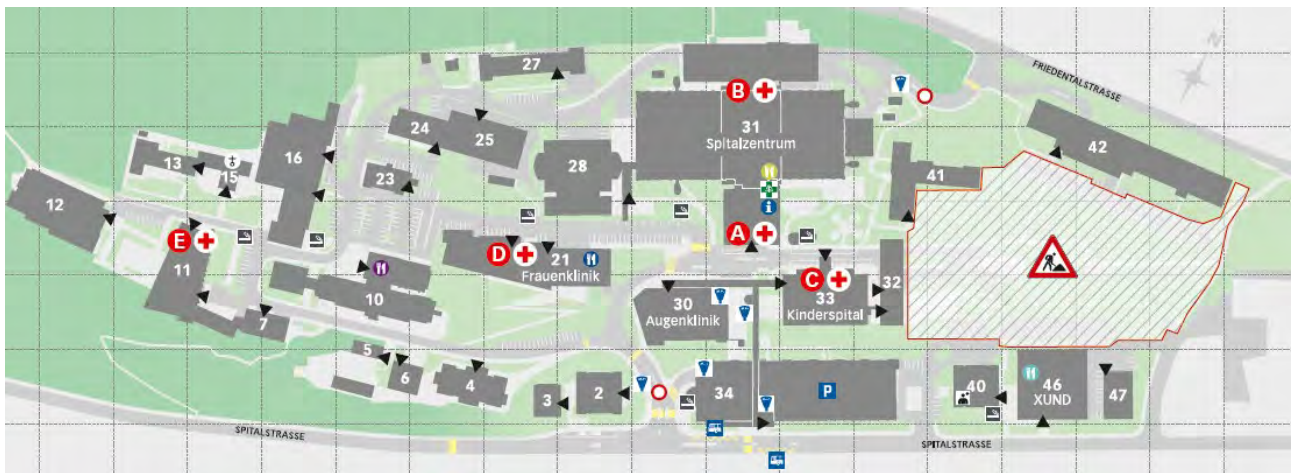 27
B
FRIEDENTALSTRASSE
N
24
25
31
Spitalzentrum
42
13
15
16
23
28
41
12
E
11
D
21
Frauenklinik
i
A
C
33
Kinderspital
32
10
30
Augenklinik
7
5
6
4
3
2
34
P
40
46
XUND
47
SPITALSTRASSE
SPITALSTRASSE